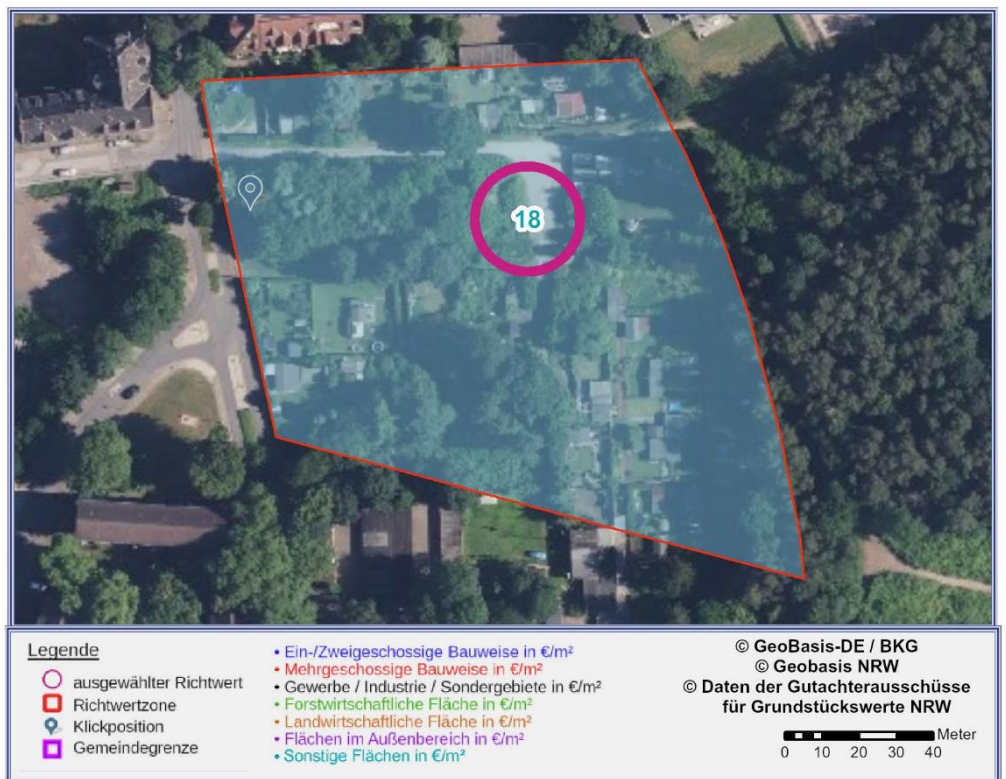 18
Legende
ausgewählter Richtwert
Richtwertzone
Klickposition
Gemeindegrenze
• Ein-/Zweigeschossige Bauweise in €/m²
• Mehrgeschossige Bauweise in €/m²
• Gewerbe / Industrie / Sondergebiete in €/m²
• Forstwirtschaftliche Fläche in €/m²
• Landwirtschaftliche Fläche in €/m²
• Flächen im Außenbereich in €/m²
• Sonstige Flächen in €/m²
© GeoBasis-DE / BKG
© Geobasis NRW
© Daten der Gutachterausschüsse
für Grundstückswerte NRW
Meter
0 10 20 30 40